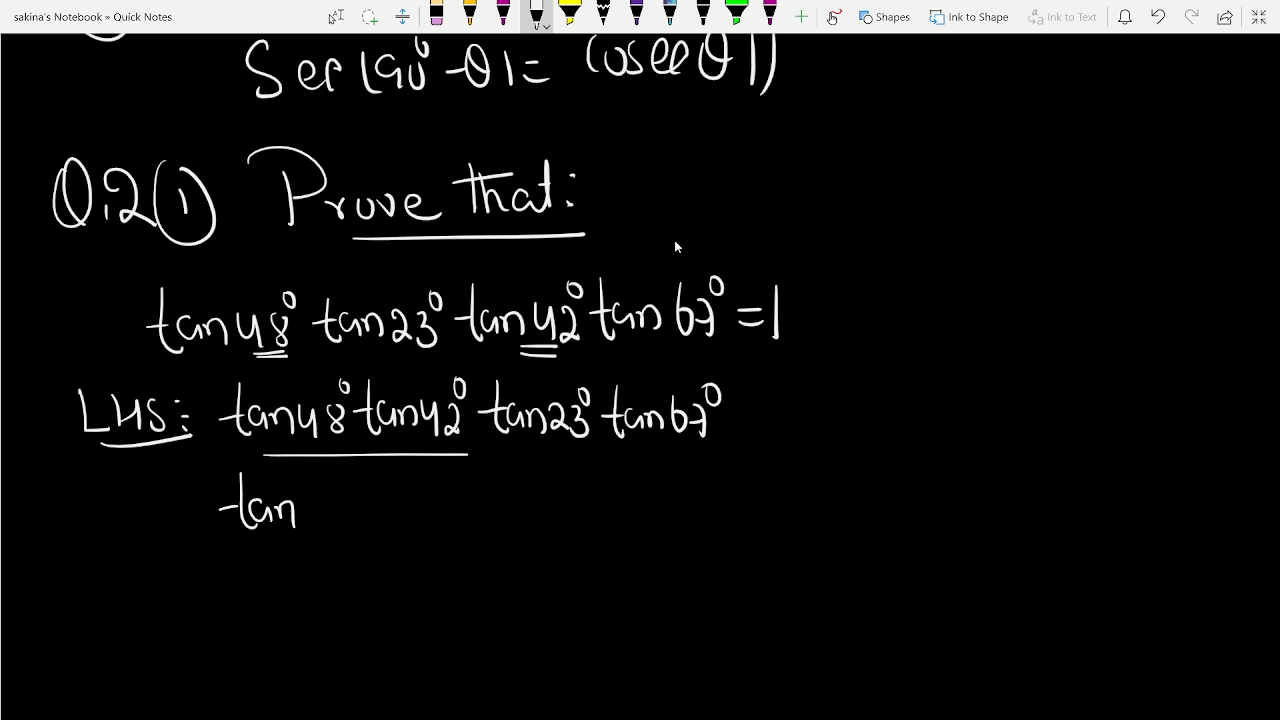 sakina's Notebook » Quick Notes
Shapes
Ink to Shape
Ink to Text
Sec(90° - θ) = Cosec θ)
Q.2 ① Prove that:
tan 48° tan 23° tan 42° tan 67° = 1
LHS: tan 48° tan 42° tan 23° tan 67°
tan